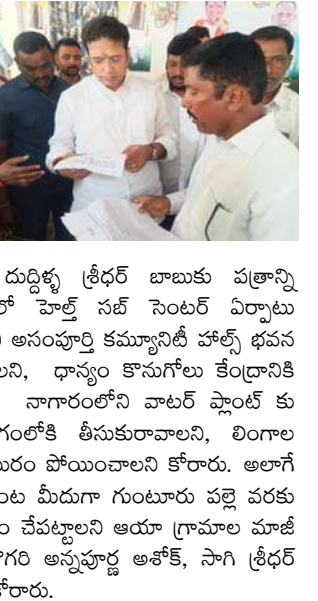 దుద్దిళ్ళ శ్రీధర్ బాబుకు పత్రాన్ని
లో హెల్త్ సబ్ సెంటర్ ఏర్పాటు
అసంపూర్తి కమ్యూనిటీ హాల్స్ భవన
లని, ధాన్యం కొనుగోలు కేంద్రానికి
నాగారంలోని వాటర్ ప్లాంట్ కు
గంలోకి తీసుకురావాలని, లింగాల
మరం పోయించాలని కోరారు. అలాగే
ంట మీదుగా గుంటూరు పల్లె వరకు
ం చేపట్టాలని ఆయా గ్రామాల మాజీ
గరి అన్నపూర్ణ అశోక్, సాగి శ్రీధర్
కోరారు.